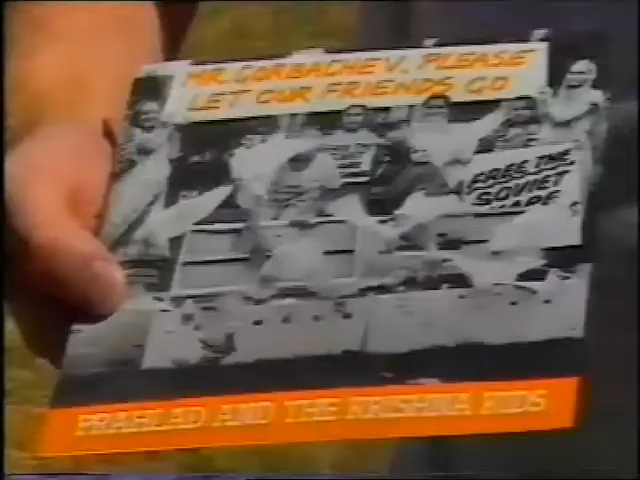 MR. GORBACHEV, PLEASE
LET OUR FRIENDS GO
FREE THE
SOVIET
PRAHLAD AND THE KRISHNA KIDS